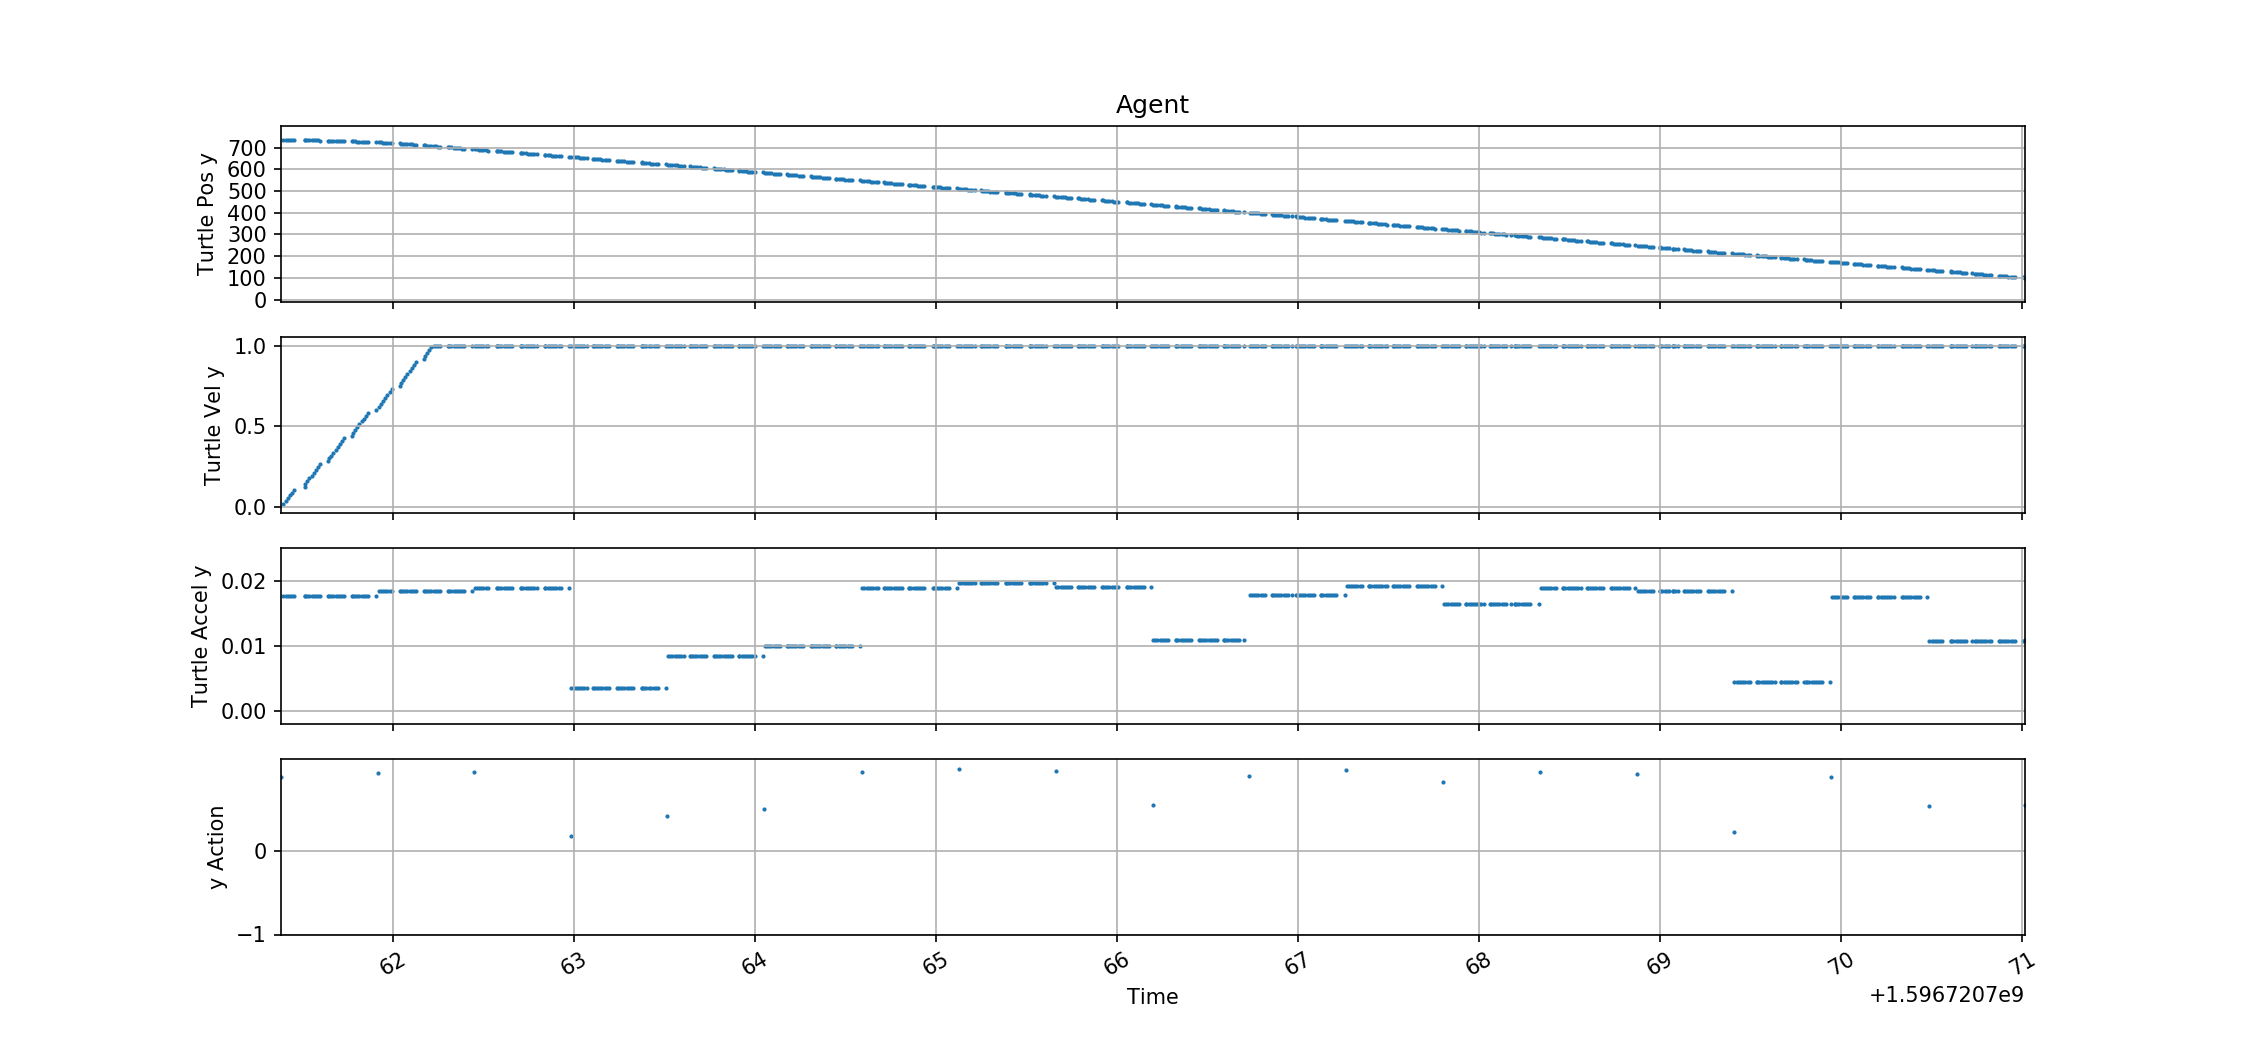 Agent
Turtle Pos y
700
600
500
400
300
200
100
0
Turtle Vel y
1.0
0.5
0.0
Turtle Accel y
0.02
0.01
0.00
y Action
0
−1
62 63 64 65 66 67 68 69 70 71
Time
+1.5967207e9